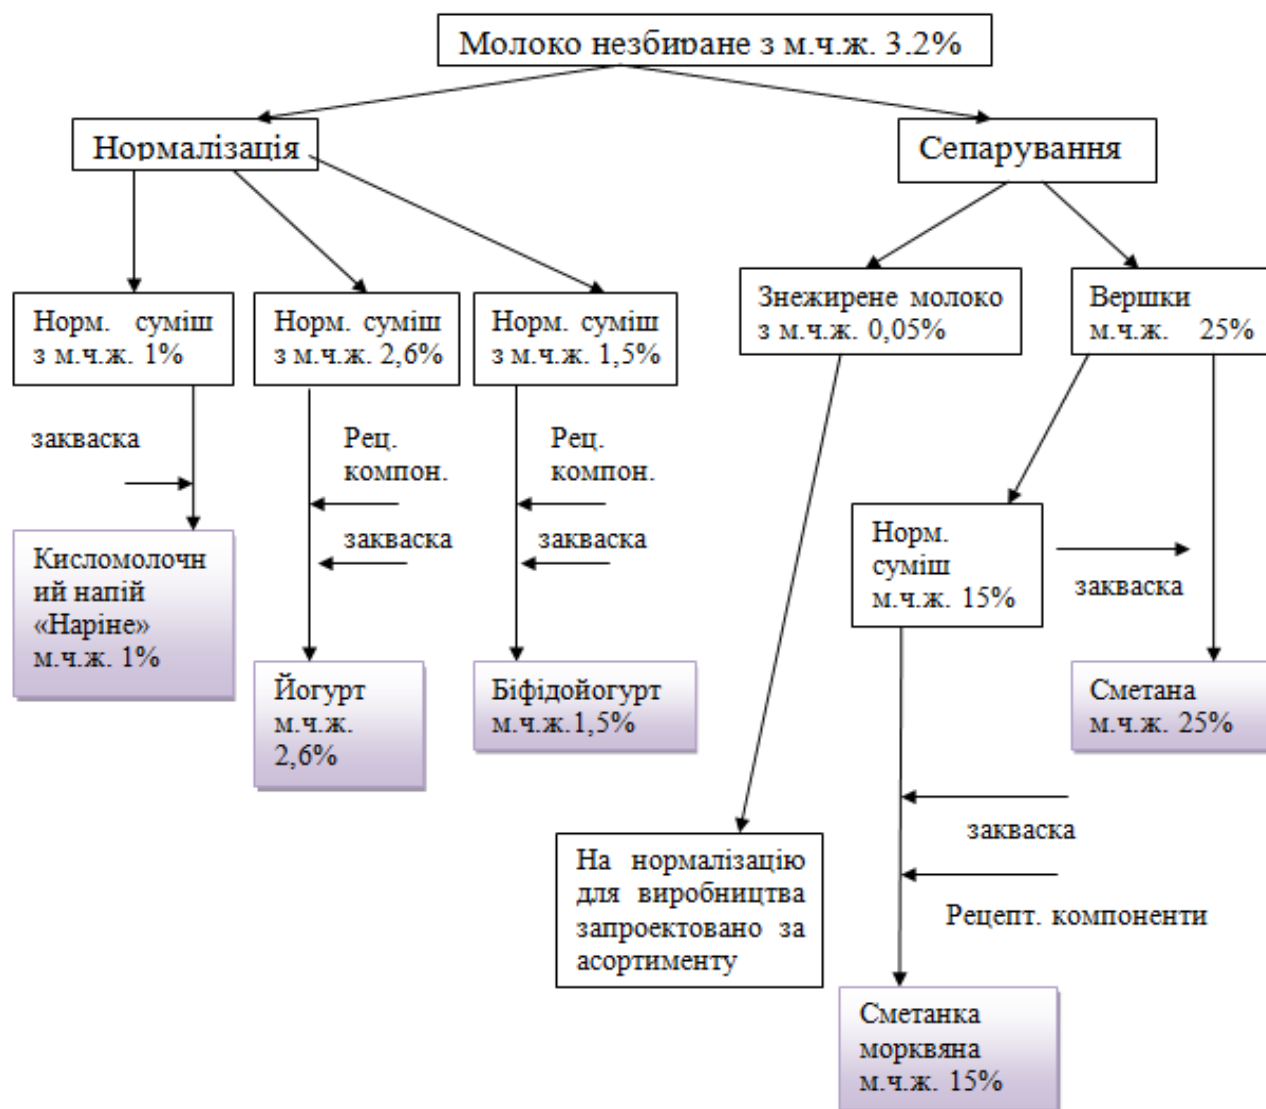 Молоко незбиране з м.ч.ж. 3.2%
Нормалізація
Сепарування
Норм. суміш
з м.ч.ж. 1%
Норм. суміш
з м.ч.ж. 2,6%
Норм. суміш
з м.ч.ж. 1,5%
Знежирене молоко
з м.ч.ж. 0,05%
Вершки
м.ч.ж. 25%
закваска
Рец.
компон.
закваска
Рец.
компон.
закваска
Кисломолочн
ий напій
«Наріне»
м.ч.ж. 1%
Норм.
суміш
м.ч.ж. 15%
закваска
Йогурт
м.ч.ж.
2,6%
Біфідойогурт
м.ч.ж.1,5%
Сметана
м.ч.ж. 25%
закваска
На нормалізацію
для виробництва
запроектовано за
асортименту
Рецепт. компоненти
Сметанка
морквяна
м.ч.ж. 15%